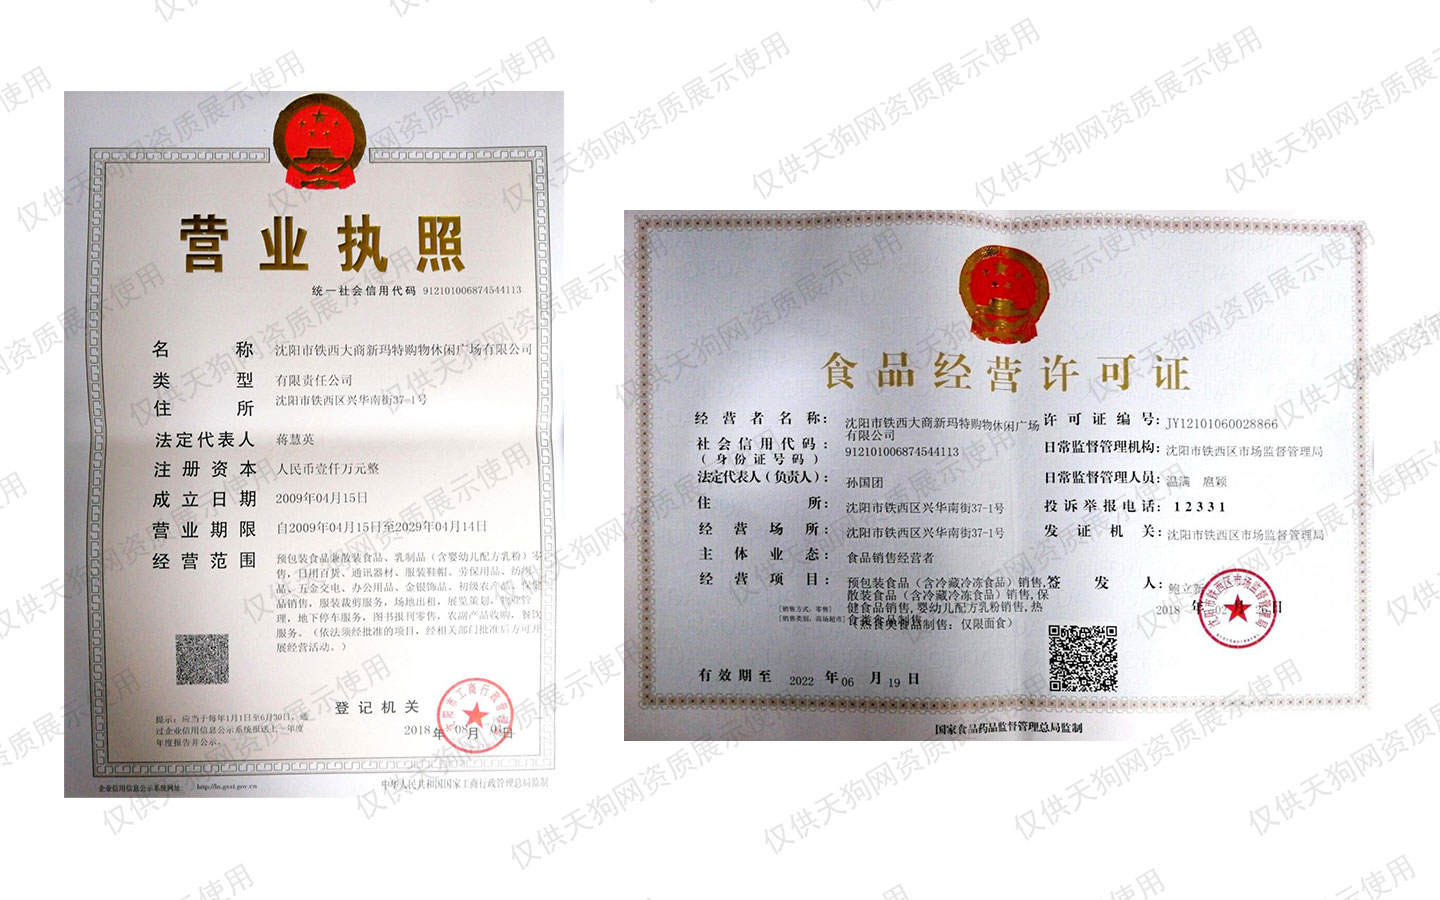 营业执照
统一社会信用代码 912101006874544113
名称 沈阳市铁西大商新玛特购物休闲广场有限公司
类型 有限责任公司
住所 沈阳市铁西区兴华南街37-1号
法定代表人 蒋慧英
注册资本 人民币壹仟万元整
成立日期 2009年04月15日
营业期限 自2009年04月15日至2029年04月14日
经营范围 预包装食品兼散装食品、乳制品（含婴幼儿配方乳粉）零
售，日用百货、通讯器材、服装鞋帽、劳保用品、纺织
品、五金交电、办公用品、金银饰品、初级农产品、保健
品销售，服装裁剪服务，场地出租，展览策划，物业管
理，地下停车服务，图书报刊零售，农副产品收购，餐饮
服务。（依法须经批准的项目，经相关部门批准后方可开
展经营活动。）
登记机关
2018年08月
提示：应当于每年1月1日至6月30日，通
过企业信用信息公示系统报送上一年度
年度报告并公示。
企业信用信息公示系统网址： http://ln.gsxt.gov.cn
中华人民共和国国家工商行政管理总局监制
食品经营许可证
经营者名称： 沈阳市铁西大商新玛特购物休闲广场
有限公司
社会信用代码：
（身份证号码） 912101006874544113
法定代表人（负责人）： 孙国团
住所： 沈阳市铁西区兴华南街37-1号
经营场所： 沈阳市铁西区兴华南街37-1号
主体业态： 食品销售经营者
经营项目： 预包装食品（含冷藏冷冻食品）销售,
散装食品（含冷藏冷冻食品）销售,保
健食品销售,婴幼儿配方乳粉销售,热
食类食品制售
（热食类食品制售：仅限面食）
[销售方式：零售]
[销售类别：商场超市]
有效期至 2022 年 06 月 19 日
许可证编号： JY12101060028866
日常监督管理机构： 沈阳市铁西区市场监督管理局
日常监督管理人员： 温满 扈颖
投诉举报电话： 12331
发证机关： 沈阳市铁西区市场监督管理局
签发人： 鲍立新
2018 年 02 月 日
沈阳市铁西区市场监督管理局
国家食品药品监督管理总局监制
仅供天狗网资质展示使用